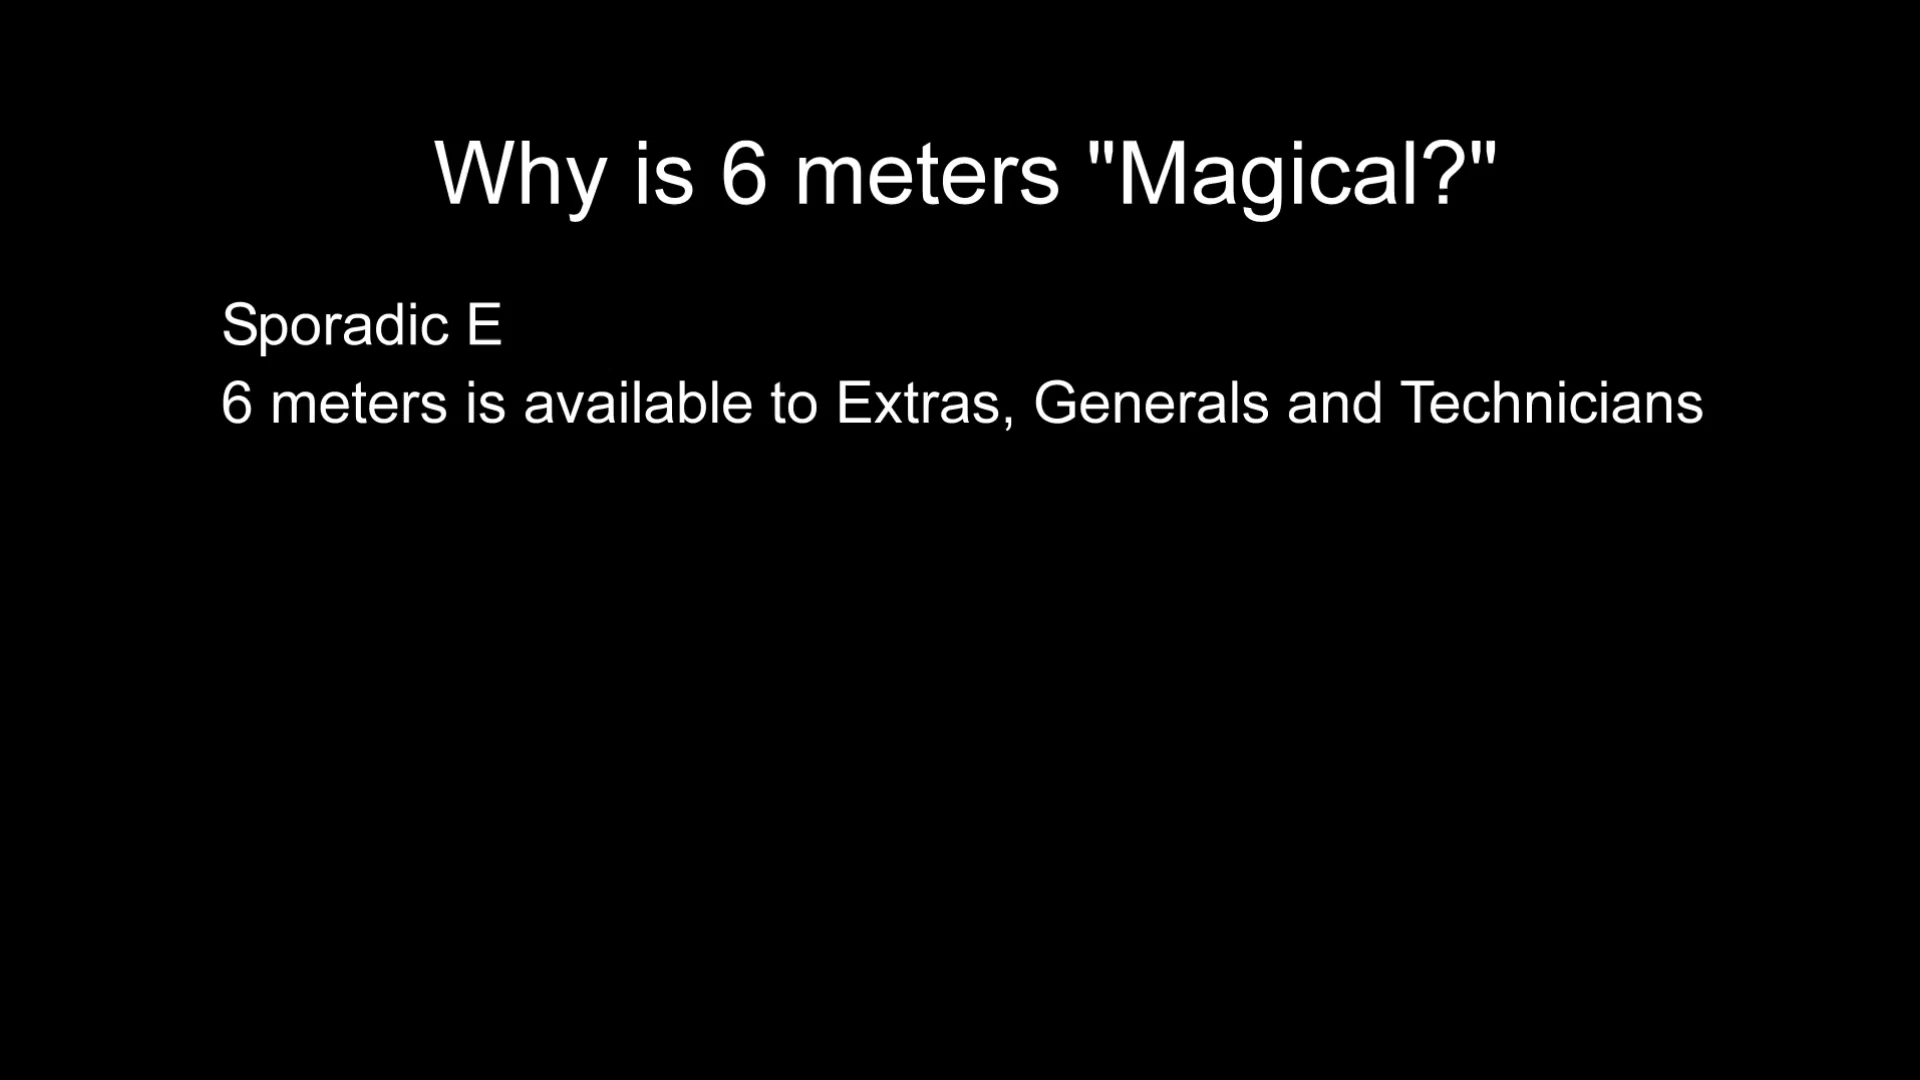 Why is 6 meters "Magical?"
Sporadic E
6 meters is available to Extras, Generals and Technicians